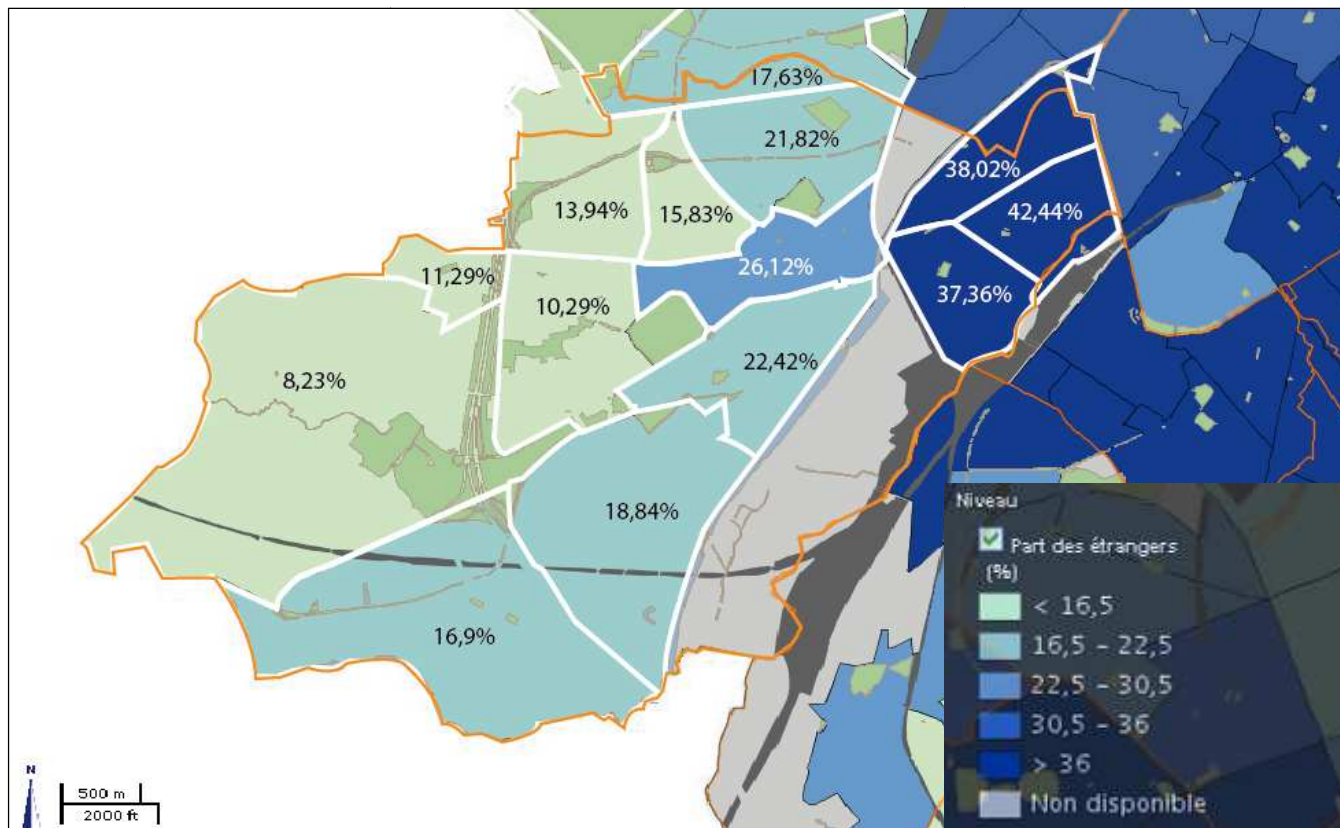 17,63%
21,82%
38,02%
42,44%
13,94%
15,83%
26,12%
11,29%
10,29%
37,36%
8,23%
22,42%
18,84%
16,9%
Niveau
Part des étrangers
(%)
< 16,5
16,5 - 22,5
22,5 - 30,5
30,5 - 36
> 36
Non disponible
N
500 m
2000 ft